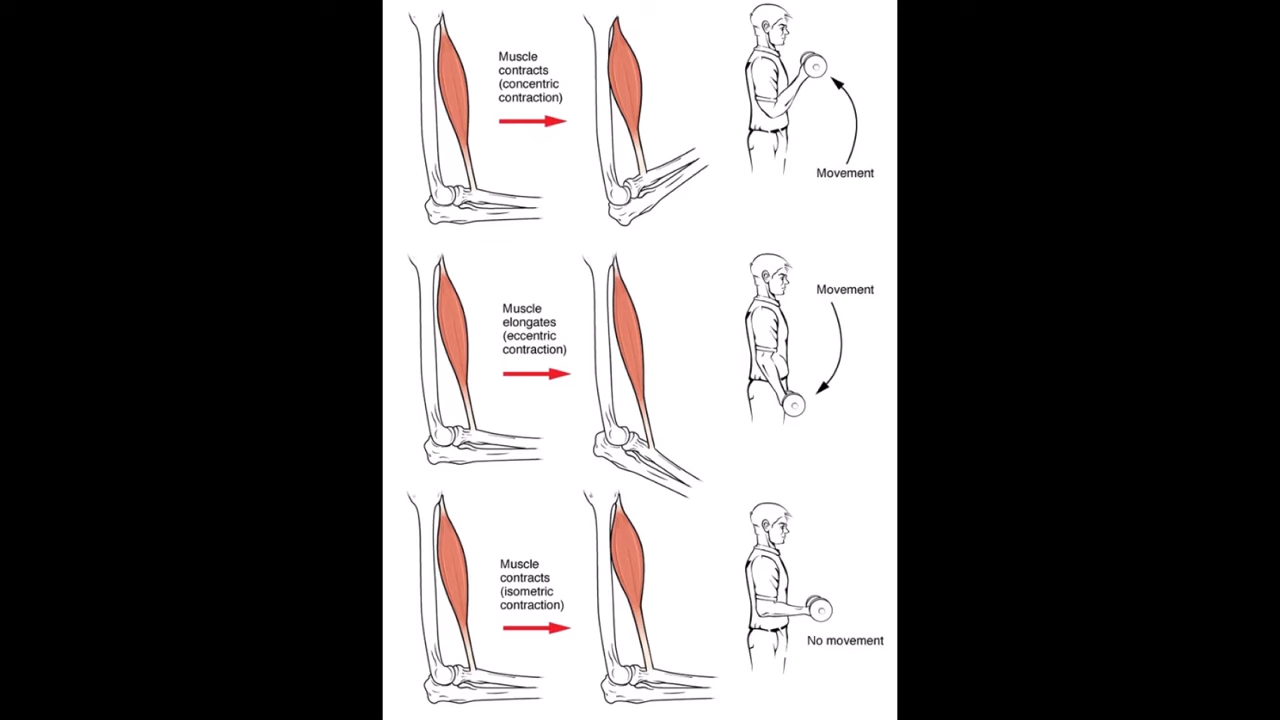 Muscle
contracts
(concentric
contraction)
Movement
Movement
Muscle
elongates
(eccentric
contraction)
Muscle
contracts
(isometric
contraction)
No movement